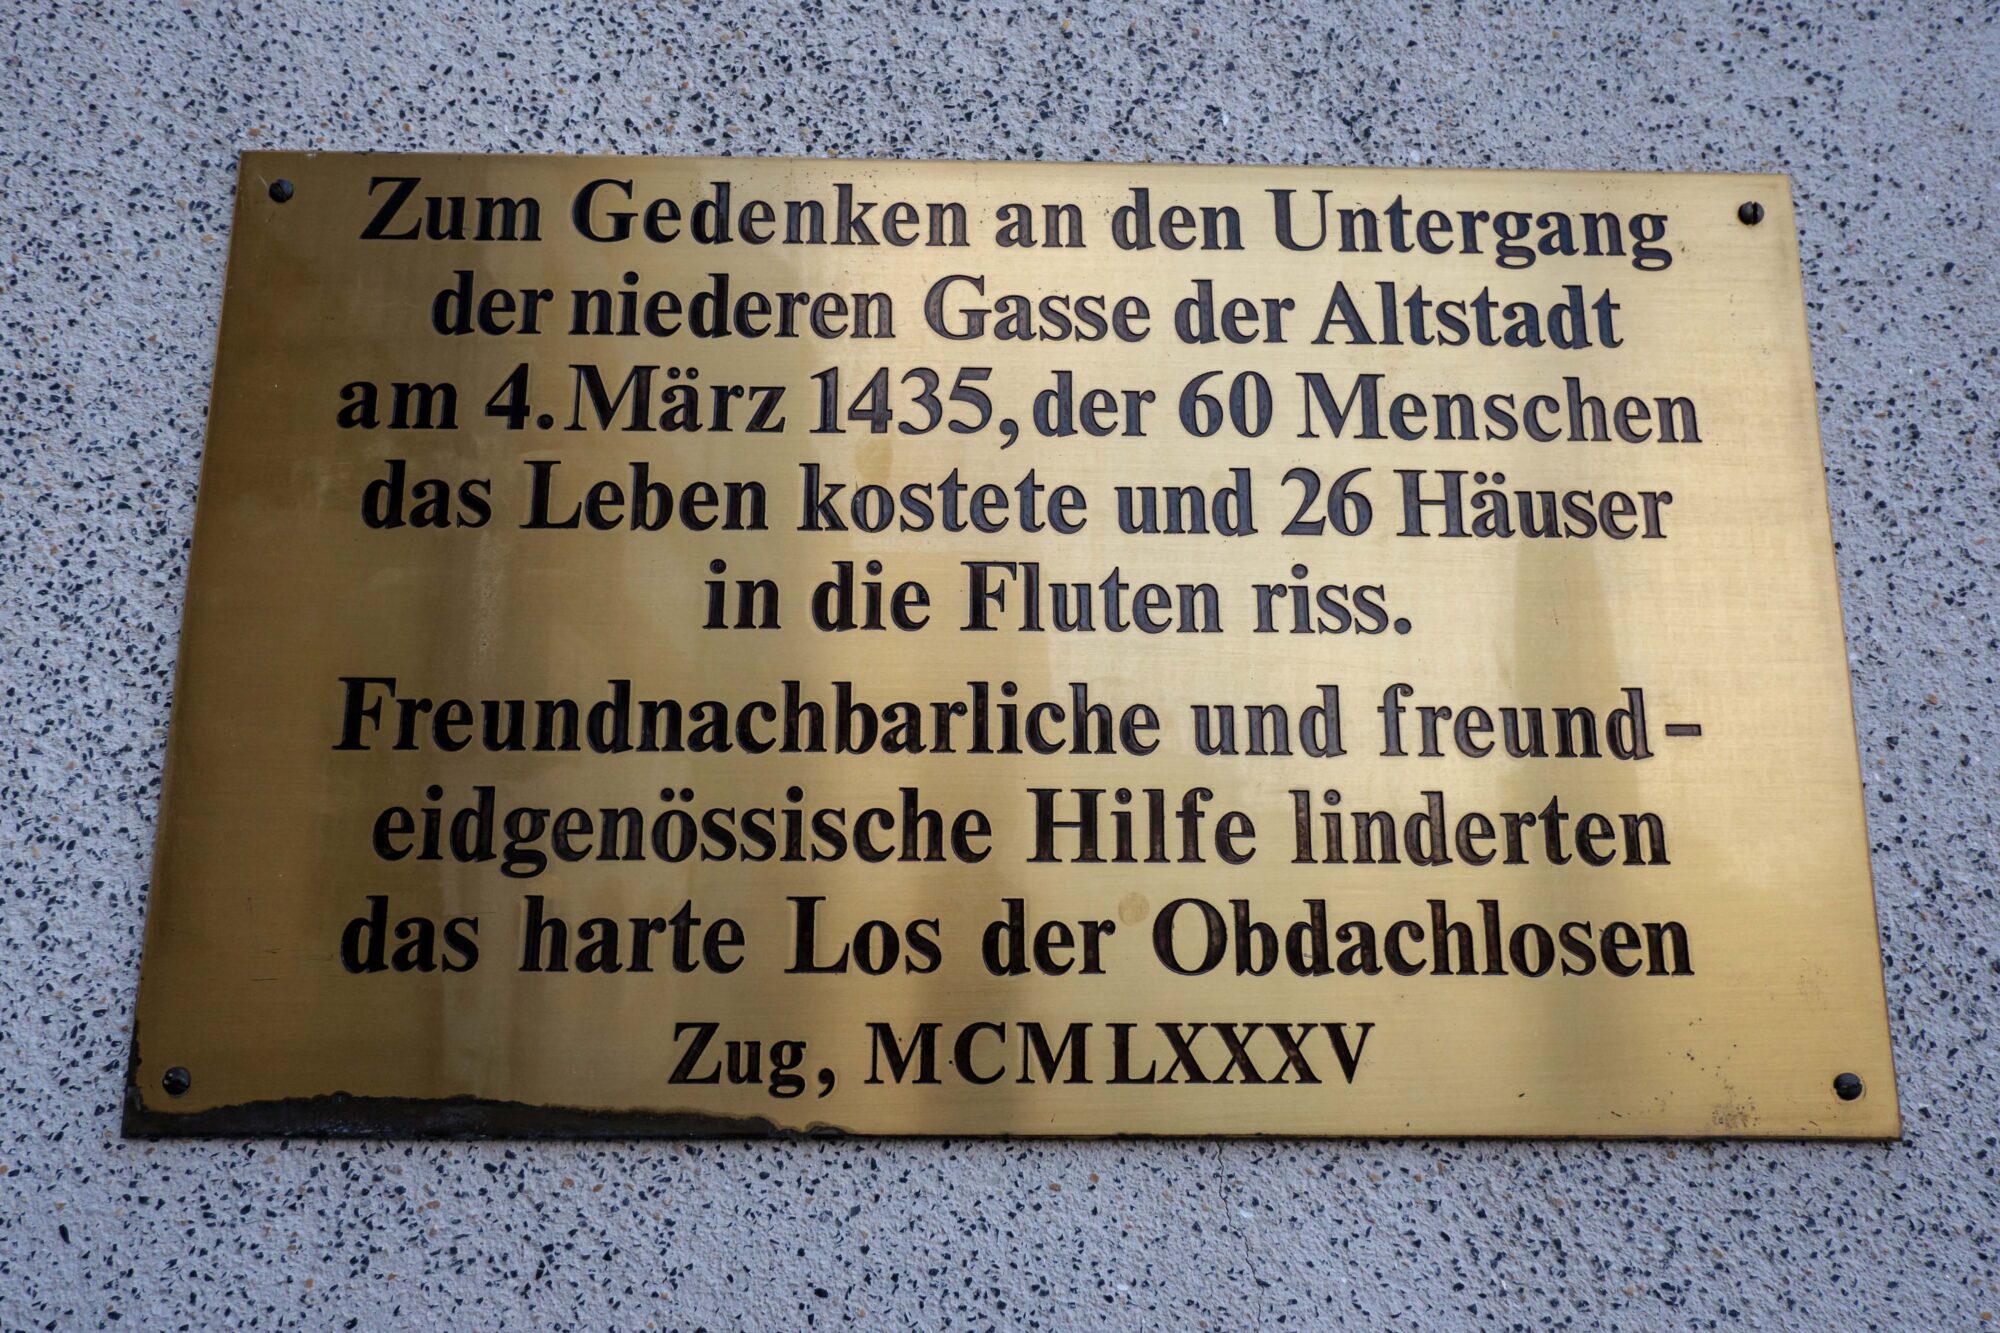 Zum Gedenken an den Untergang
der niederen Gasse der Altstadt
am 4. März 1435, der 60 Menschen
das Leben kostete und 26 Häuser
in die Fluten riss.
Freundnachbarliche und freund-
eidgenössische Hilfe linderten
das harte Los der Obdachlosen
Zug, MCMLXXXV